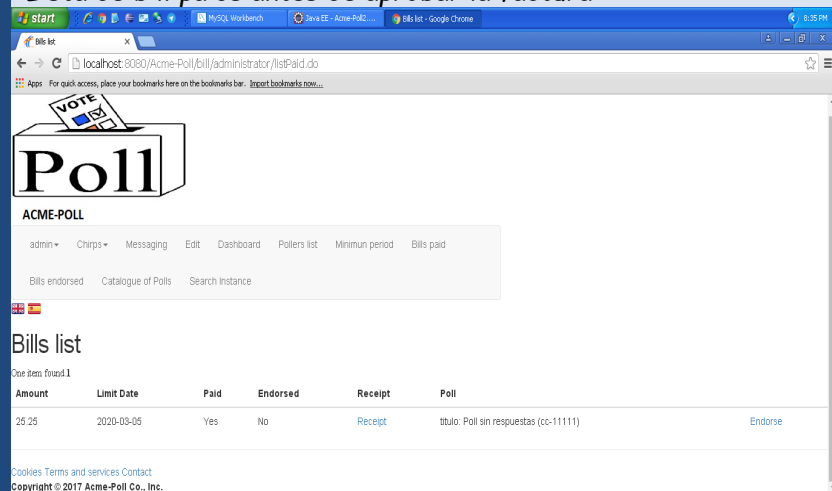 start
MySQL Workbench
Java EE - Acme-Poll2....
Bills list - Google Chrome
8:35 PM
Bills list
localhost:8080/Acme-Poll/bill/administrator/listPaid.do
Apps For quick access, place your bookmarks here on the bookmarks bar. Import bookmarks now...
VOTE
Poll
ACME-POLL
admin Chirps Messaging Edit Dashboard Pollers list Minimun period Bills paid
Bills endorsed Catalogue of Polls Search Instance
Bills list
One item found.1
Amount Limit Date Paid Endorsed Receipt Poll
25.25 2020-03-05 Yes No Receipt titulo: Poll sin respuestas (cc-11111) Endorse
Cookies Terms and services Contact
Copyright © 2017 Acme-Poll Co., Inc.